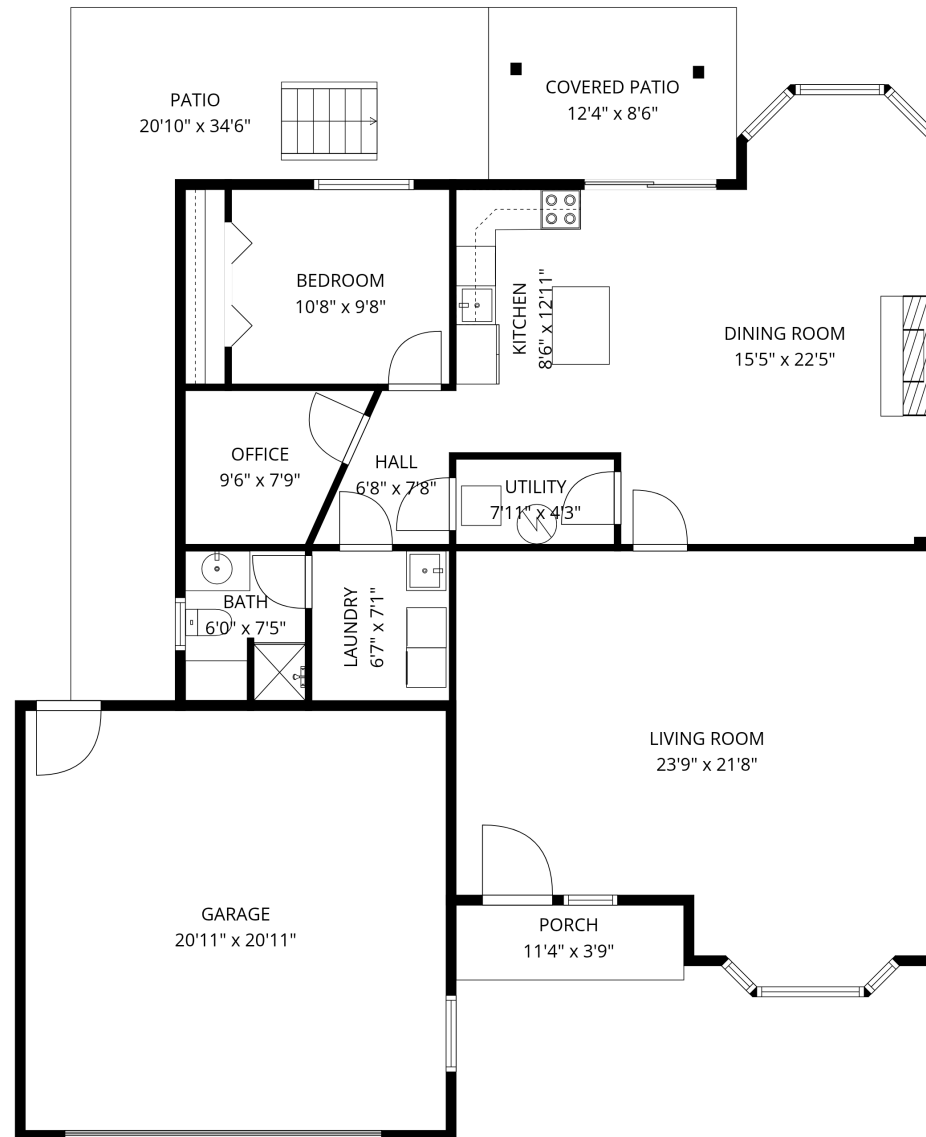 COVERED PATIO
12'4" x 8'6"
PATIO
20'10" x 34'6"
BEDROOM
10'8" x 9'8"
KITCHEN
8'6" x 12'11"
DINING ROOM
15'5" x 22'5"
OFFICE
9'6" x 7'9"
HALL
6'8" x 7'8"
UTILITY
7'11" x 4'3"
BATH
6'0" x 7'5"
LAUNDRY
6'7" x 7'1"
LIVING ROOM
23'9" x 21'8"
GARAGE
20'11" x 20'11"
PORCH
11'4" x 3'9"